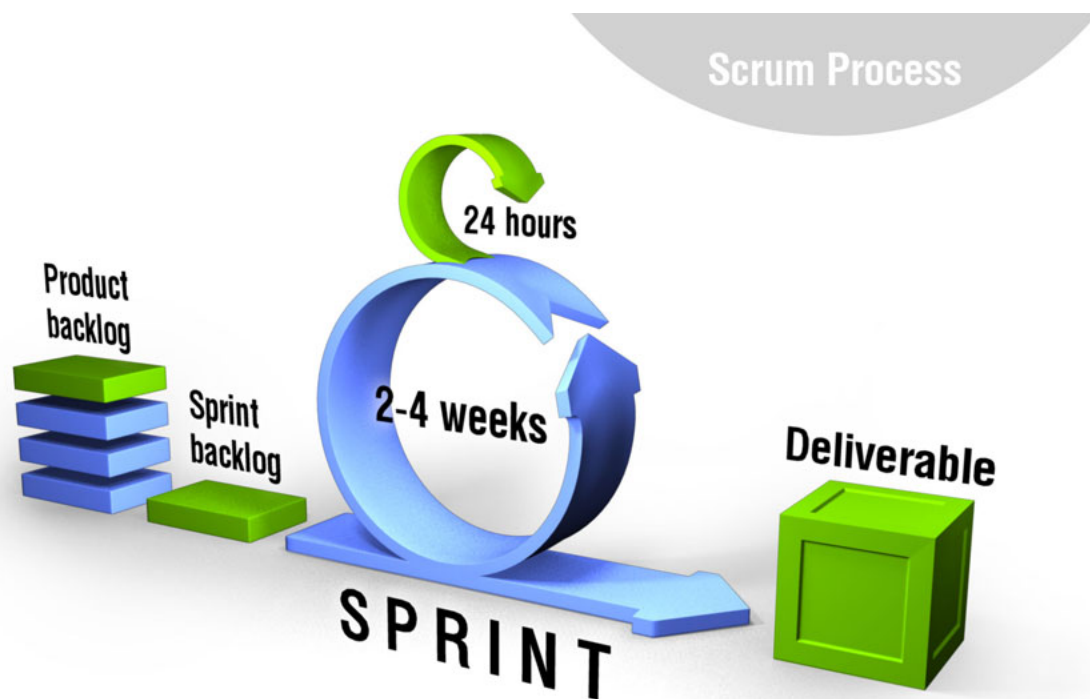 Scrum Process
24 hours
Product
backlog
Sprint
backlog
2-4 weeks
Deliverable
SPRINT